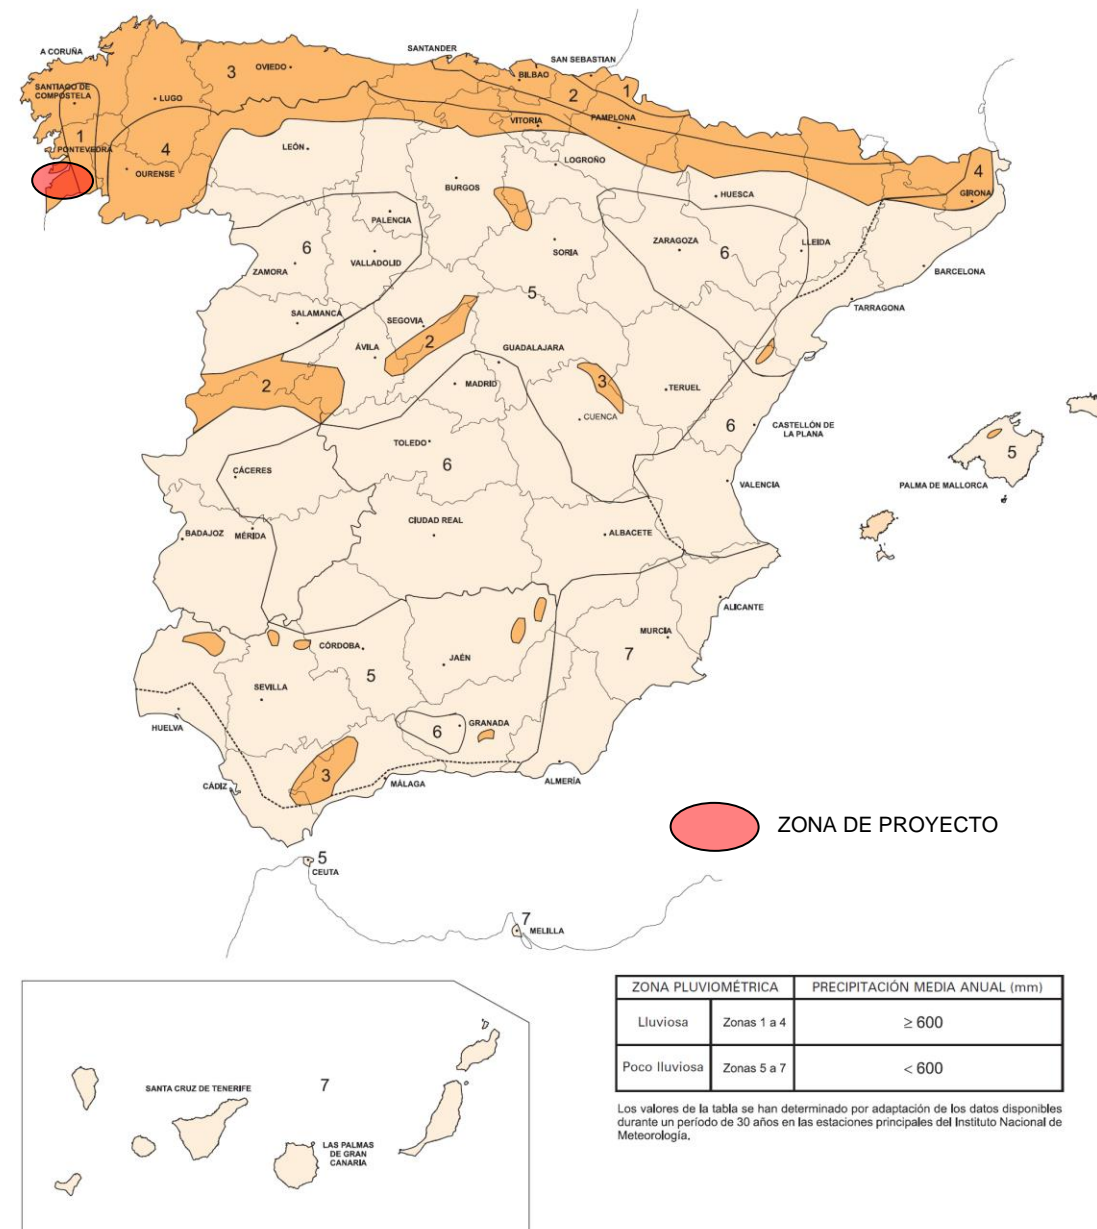 A CORUÑA
SANTANDER
SAN SEBASTIAN
3
OVIEDO
BILBAO
SANTIAGO DE
COMPOSTELA
LUGO
2
1
1
VITORIA
PAMPLONA
PONTEVEDRA
4
LEÓN
LOGROÑO
4
OURENSE
BURGOS
HUESCA
GIRONA
PALENCIA
6
ZARAGOZA
6
LLEIDA
SORIA
VALLADOLID
ZAMORA
BARCELONA
5
TARRAGONA
SALAMANCA
SEGOVIA
2
ÁVILA
GUADALAJARA
2
MADRID
3
TERUEL
CUENCA
6
CASTELLÓN DE
LA PLANA
TOLEDO
6
5
CÁCERES
PALMA DE MALLORCA
VALENCIA
CIUDAD REAL
BADAJOZ
MÉRIDA
ALBACETE
ALICANTE
MURCIA
CÓRDOBA
JAÉN
7
5
SEVILLA
HUELVA
6
GRANADA
3
CÁDIZ
MÁLAGA
ALMERÍA
ZONA DE PROYECTO
5
CEUTA
7
MELILLA
ZONA PLUVIOMÉTRICA PRECIPITACIÓN MEDIA ANUAL (mm)
Lluviosa Zonas 1 a 4 ≥ 600
Poco lluviosa Zonas 5 a 7 < 600
Los valores de la tabla se han determinado por adaptación de los datos disponibles
durante un período de 30 años en las estaciones principales del Instituto Nacional de
Meteorología.
7
SANTA CRUZ DE TENERIFE
LAS PALMAS
DE GRAN
CANARIA